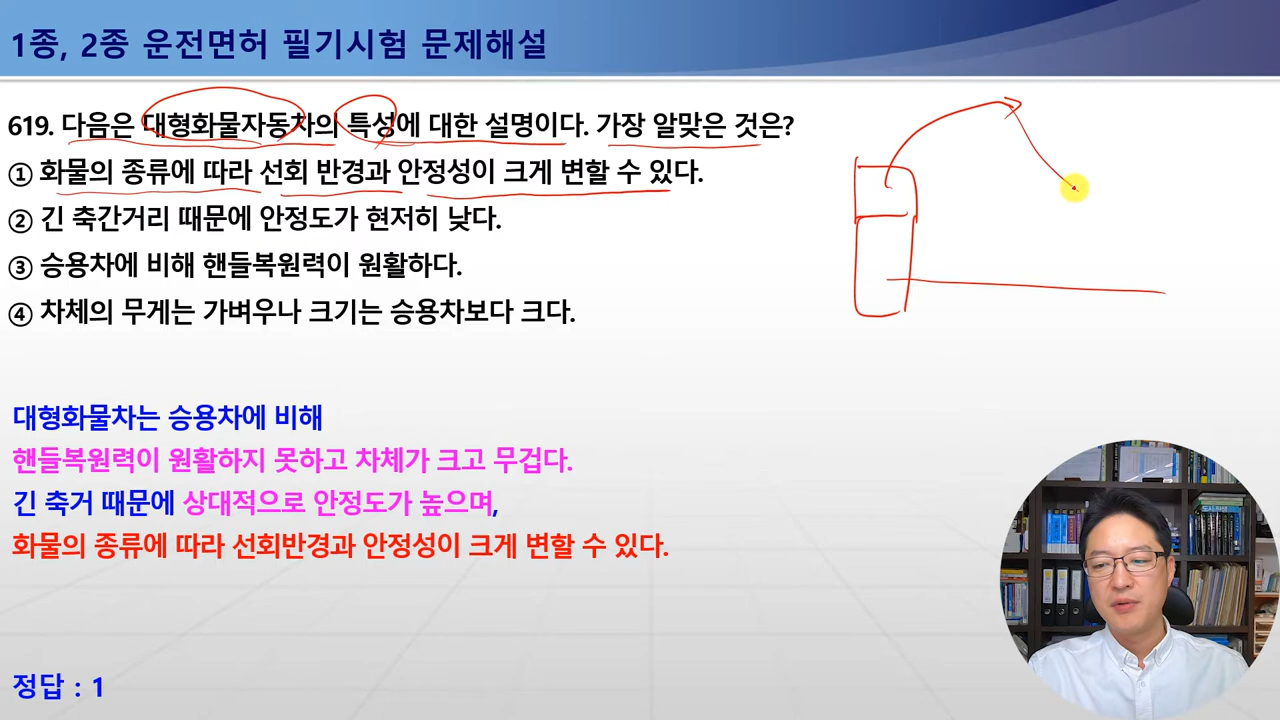 1종, 2종 운전면허 필기시험 문제해설
619. 다음은 대형화물자동차의 특성에 대한 설명이다. 가장 알맞은 것은?
① 화물의 종류에 따라 선회 반경과 안정성이 크게 변할 수 있다.
② 긴 축간거리 때문에 안정도가 현저히 낮다.
③ 승용차에 비해 핸들복원력이 원활하다.
④ 차체의 무게는 가벼우나 크기는 승용차보다 크다.
대형화물차는 승용차에 비해
핸들복원력이 원활하지 못하고 차체가 크고 무겁다.
긴 축거 때문에 상대적으로 안정도가 높으며,
화물의 종류에 따라 선회반경과 안정성이 크게 변할 수 있다.
정답 : 1